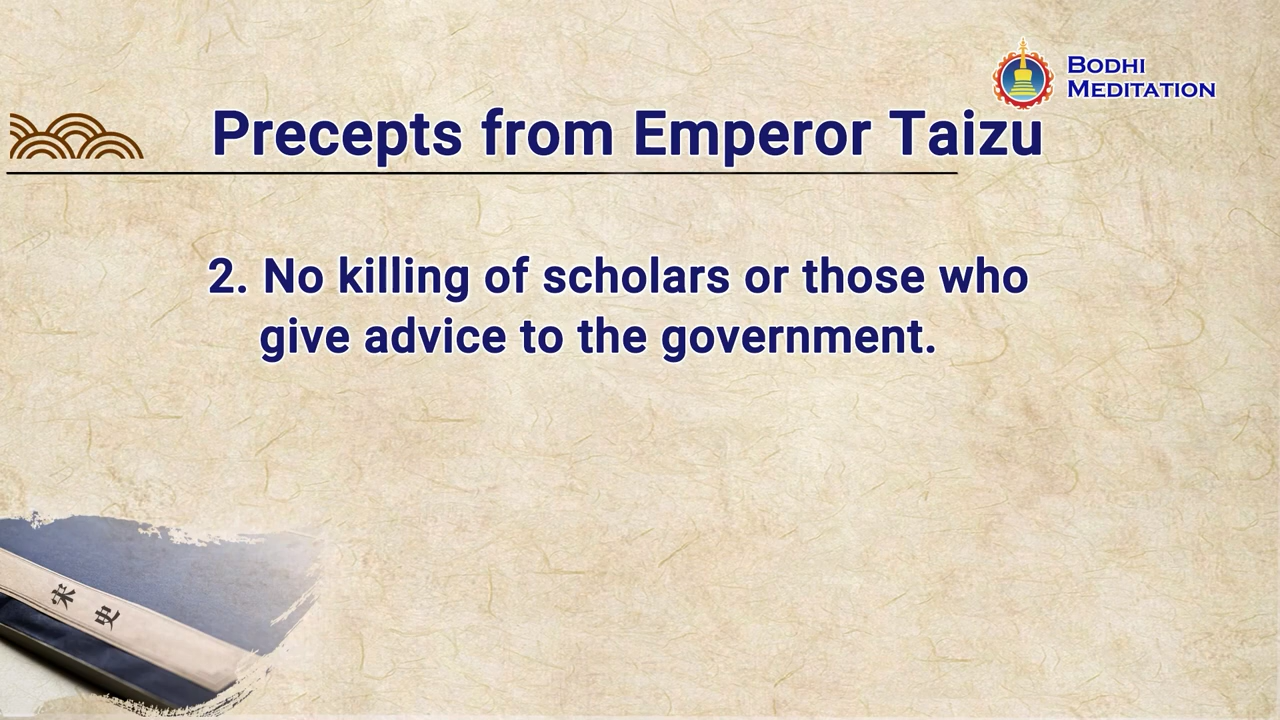 BODHI
MEDITATION
Precepts from Emperor Taizu
2. No killing of scholars or those who
give advice to the government.
宋史